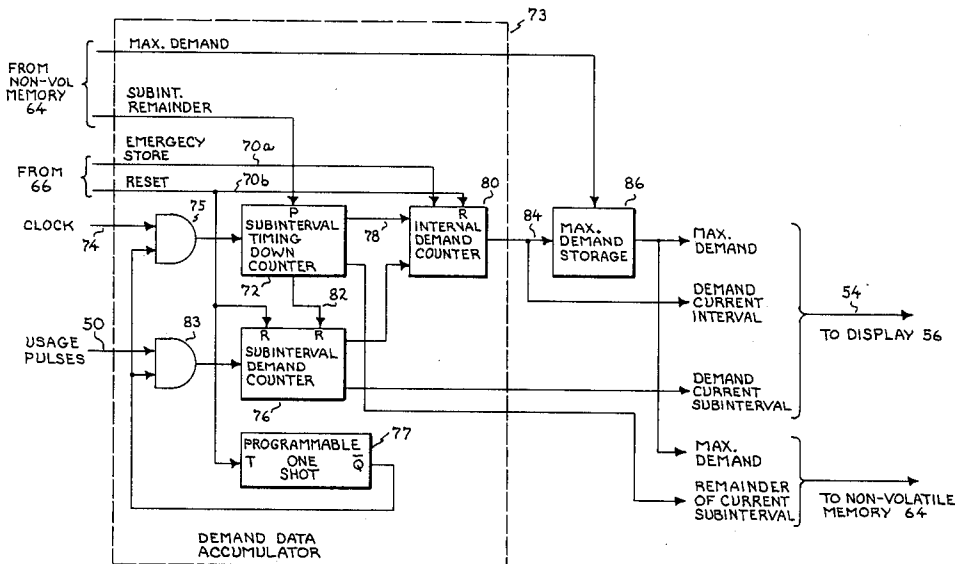 73
MAX. DEMAND
FROM
NON-VOL
MEMORY
64
SUBINT.
REMAINDER
EMERGECY
STORE
70a
FROM
66
RESET
70b
80
86
75
CLOCK
74
P
SUBINTERVAL
TIMING
DOWN
COUNTER
72
78
R
INTERVAL
DEMAND
COUNTER
84
MAX.
DEMAND
STORAGE
MAX.
DEMAND
82
DEMAND
CURRENT
INTERVAL
54
TO DISPLAY 56
50
83
USAGE
PULSES
R R
SUBINTERVAL
DEMAND
COUNTER
76
DEMAND
CURRENT
SUBINTERVAL
77
PROGRAMMABLE
T ONE Q̅
SHOT
MAX.
DEMAND
REMAINDER
OF CURRENT
SUBINTERVAL
TO NON-VOLATILE
MEMORY 64
DEMAND DATA
ACCUMULATOR